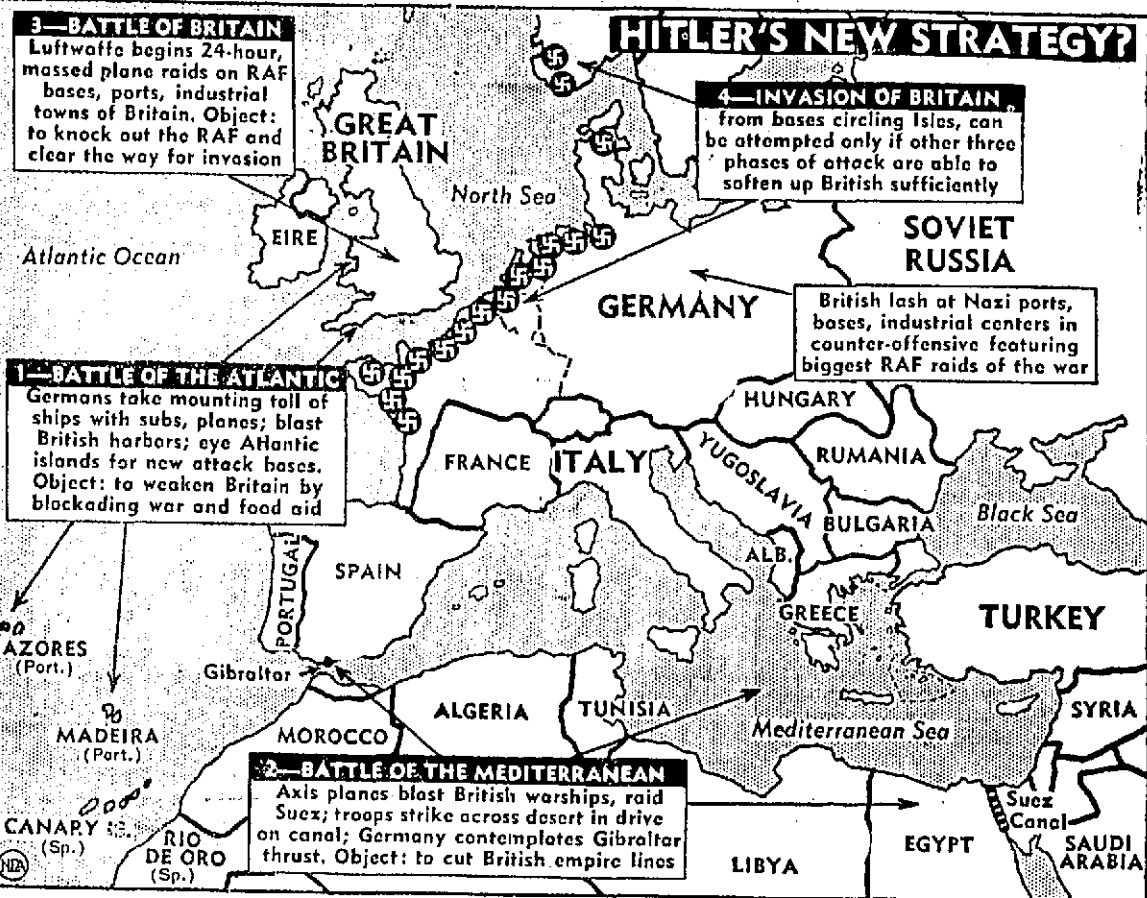 HITLER'S NEW STRATEGY?
3—BATTLE OF BRITAIN
Luftwaffe begins 24-hour,
massed plane raids on RAF
bases, ports, industrial
towns of Britain. Object:
to knock out the RAF and
clear the way for invasion
4—INVASION OF BRITAIN
from bases circling Isles, can
be attempted only if other three
phases of attack are able to
soften up British sufficiently
GREAT
BRITAIN
North Sea
EIRE
Atlantic Ocean
SOVIET
RUSSIA
GERMANY
British lash at Nazi ports,
bases, industrial centers in
counter-offensive featuring
biggest RAF raids of the war
1—BATTLE OF THE ATLANTIC
Germans take mounting toll of
ships with subs, planes; blast
British harbors; eye Atlantic
islands for new attack bases.
Object: to weaken Britain by
blockading war and food aid
HUNGARY
FRANCE
ITALY
YUGOSLAVIA
RUMANIA
BULGARIA
Black Sea
ALB.
PORTUGAL
SPAIN
GREECE
TURKEY
AZORES
(Port.)
Gibraltar
MADEIRA
(Port.)
MOROCCO
ALGERIA
TUNISIA
Mediterranean Sea
SYRIA
2—BATTLE OF THE MEDITERRANEAN
Axis planes blast British warships, raid
Suez; troops strike across desert in drive
on canal; Germany contemplates Gibraltar
thrust. Object: to cut British empire lines
CANARY IS.
(Sp.)
RIO
DE ORO
(Sp.)
LIBYA
EGYPT
Suez
Canal
SAUDI
ARABIA
NEA